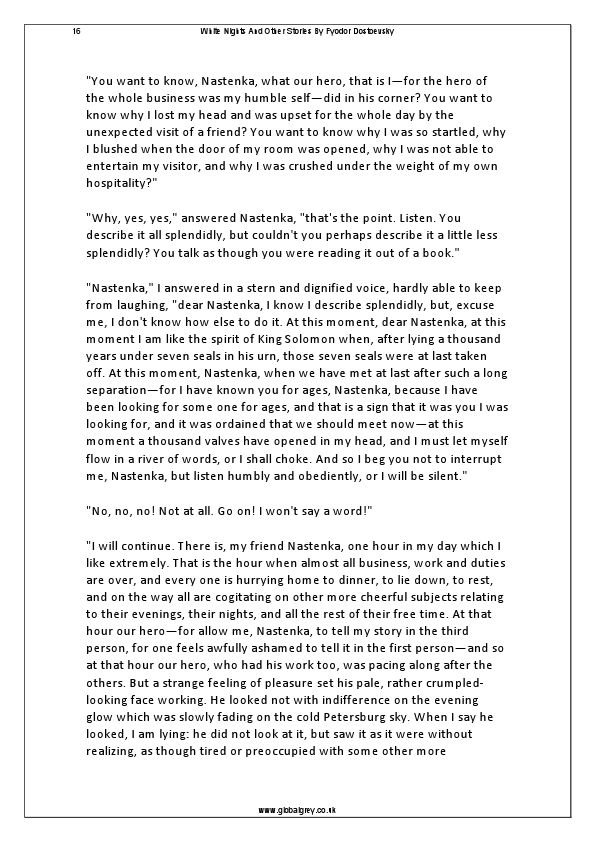 16 White Nights And Other Stories By Fyodor Dostoevsky
"You want to know, Nastenka, what our hero, that is I—for the hero of
the whole business was my humble self—did in his corner? You want to
know why I lost my head and was upset for the whole day by the
unexpected visit of a friend? You want to know why I was so startled, why
I blushed when the door of my room was opened, why I was not able to
entertain my visitor, and why I was crushed under the weight of my own
hospitality?"
"Why, yes, yes," answered Nastenka, "that's the point. Listen. You
describe it all splendidly, but couldn't you perhaps describe it a little less
splendidly? You talk as though you were reading it out of a book."
"Nastenka," I answered in a stern and dignified voice, hardly able to keep
from laughing, "dear Nastenka, I know I describe splendidly, but, excuse
me, I don't know how else to do it. At this moment, dear Nastenka, at this
moment I am like the spirit of King Solomon when, after lying a thousand
years under seven seals in his urn, those seven seals were at last taken
off. At this moment, Nastenka, when we have met at last after such a long
separation—for I have known you for ages, Nastenka, because I have
been looking for some one for ages, and that is a sign that it was you I was
looking for, and it was ordained that we should meet now—at this
moment a thousand valves have opened in my head, and I must let myself
flow in a river of words, or I shall choke. And so I beg you not to interrupt
me, Nastenka, but listen humbly and obediently, or I will be silent."
"No, no, no! Not at all. Go on! I won't say a word!"
"I will continue. There is, my friend Nastenka, one hour in my day which I
like extremely. That is the hour when almost all business, work and duties
are over, and every one is hurrying home to dinner, to lie down, to rest,
and on the way all are cogitating on other more cheerful subjects relating
to their evenings, their nights, and all the rest of their free time. At that
hour our hero—for allow me, Nastenka, to tell my story in the third
person, for one feels awfully ashamed to tell it in the first person—and so
at that hour our hero, who had his work too, was pacing along after the
others. But a strange feeling of pleasure set his pale, rather crumpled-
looking face working. He looked not with indifference on the evening
glow which was slowly fading on the cold Petersburg sky. When I say he
looked, I am lying: he did not look at it, but saw it as it were without
realizing, as though tired or preoccupied with some other more
www.globalgrey.co.uk